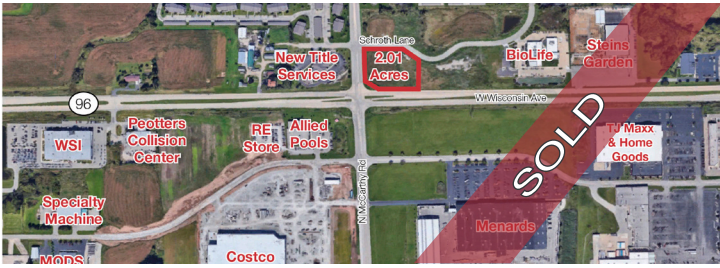 Schroth Lane
New Title
Services
2.01
Acres
BioLife
Steins
Garden
96
W Wisconsin Ave
WSI
Peotters
Collision
Center
RE
Store
Allied
Pools
TJ Maxx
& Home
Goods
SOLD
N McCarthy Rd
Specialty
Machine
Menards
MODS
Costco